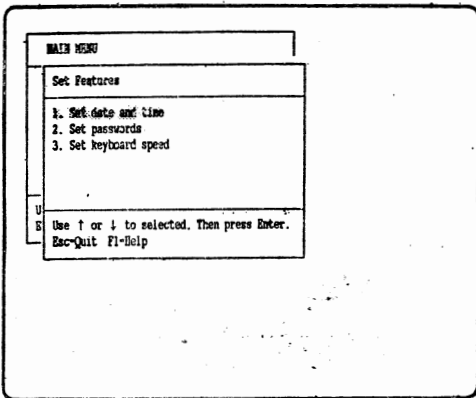 MAIN MENU
Set Features
1. Set date and time
2. Set passwords
3. Set keyboard speed
U
E
Use ↑ or ↓ to selected. Then press Enter.
Esc-Quit F1-Help